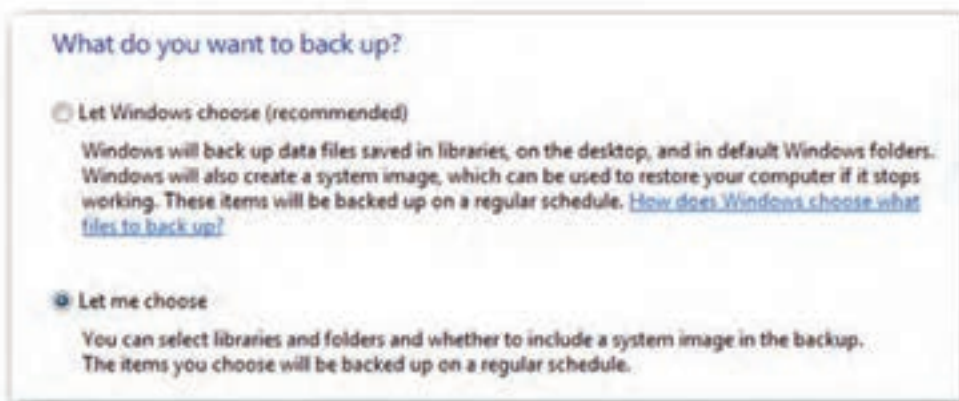 What do you want to back up?
Let Windows choose (recommended)
Windows will back up data files saved in libraries, on the desktop, and in default Windows folders.
Windows will also create a system image, which can be used to restore your computer if it stops
working. These items will be backed up on a regular schedule. How does Windows choose what
files to back up?
Let me choose
You can select libraries and folders and whether to include a system image in the backup.
The items you choose will be backed up on a regular schedule.